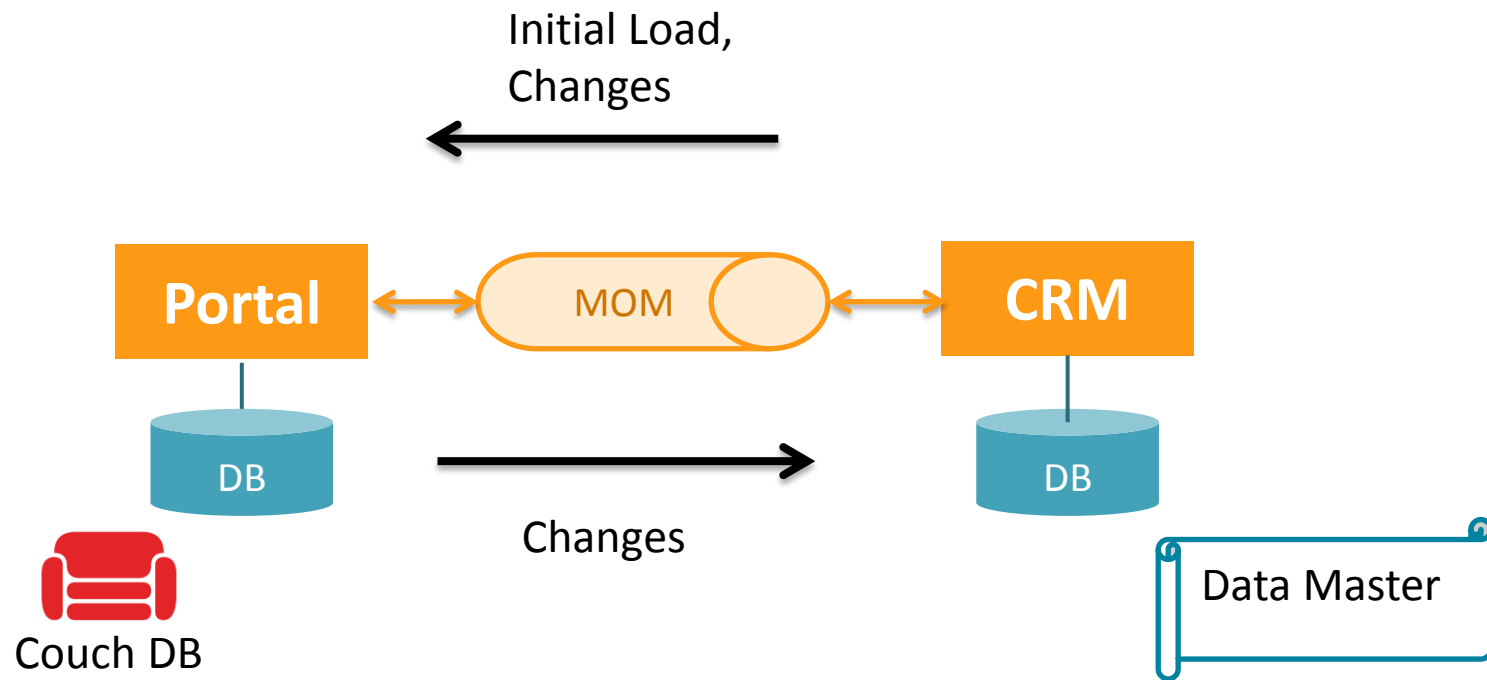 Initial Load,
Changes
Portal
MOM
CRM
DB
DB
Changes
Data Master
Couch DB